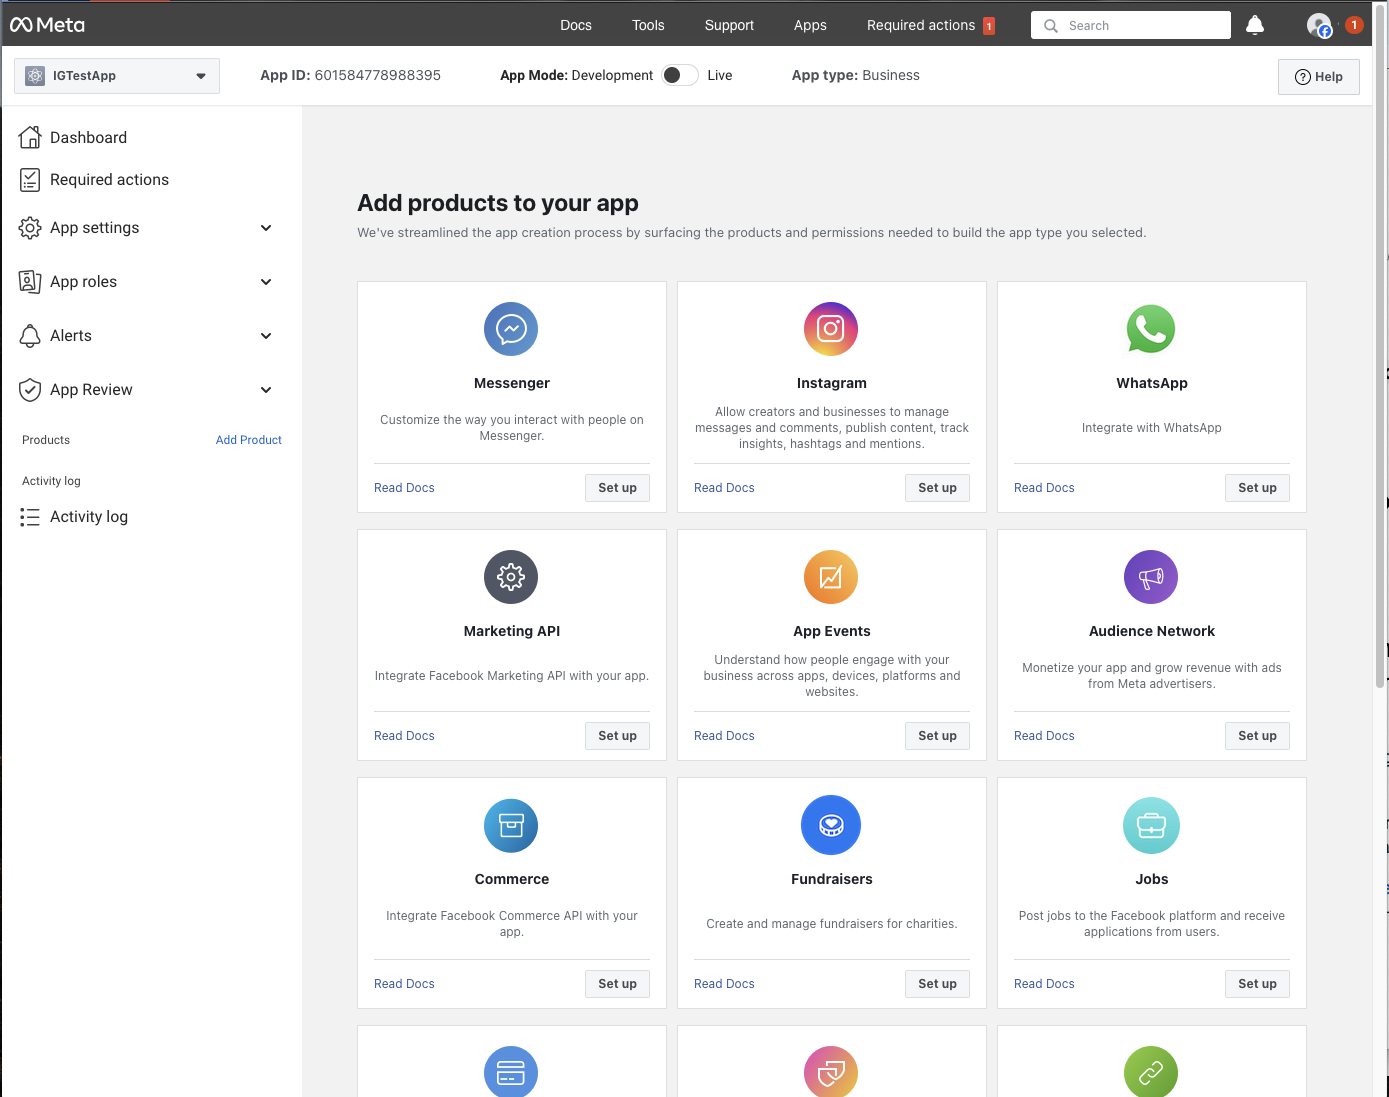 Meta
Docs
Tools
Support
Apps
Required actions 1
Search
1
IGTestApp
App ID: 601584778988395
App Mode: Development
Live
App type: Business
Help
Dashboard
Required actions
App settings
App roles
Alerts
App Review
Products
Add Product
Activity log
Activity log
Add products to your app
We've streamlined the app creation process by surfacing the products and permissions needed to build the app type you selected.
Messenger
Customize the way you interact with people on
Messenger.
Read Docs
Set up
Instagram
Allow creators and businesses to manage
messages and comments, publish content, track
insights, hashtags and mentions.
Read Docs
Set up
WhatsApp
Integrate with WhatsApp
Read Docs
Set up
Marketing API
Integrate Facebook Marketing API with your app.
Read Docs
Set up
App Events
Understand how people engage with your
business across apps, devices, platforms and
websites.
Read Docs
Set up
Audience Network
Monetize your app and grow revenue with ads
from Meta advertisers.
Read Docs
Set up
Commerce
Integrate Facebook Commerce API with your
app.
Read Docs
Set up
Fundraisers
Create and manage fundraisers for charities.
Read Docs
Set up
Jobs
Post jobs to the Facebook platform and receive
applications from users.
Read Docs
Set up